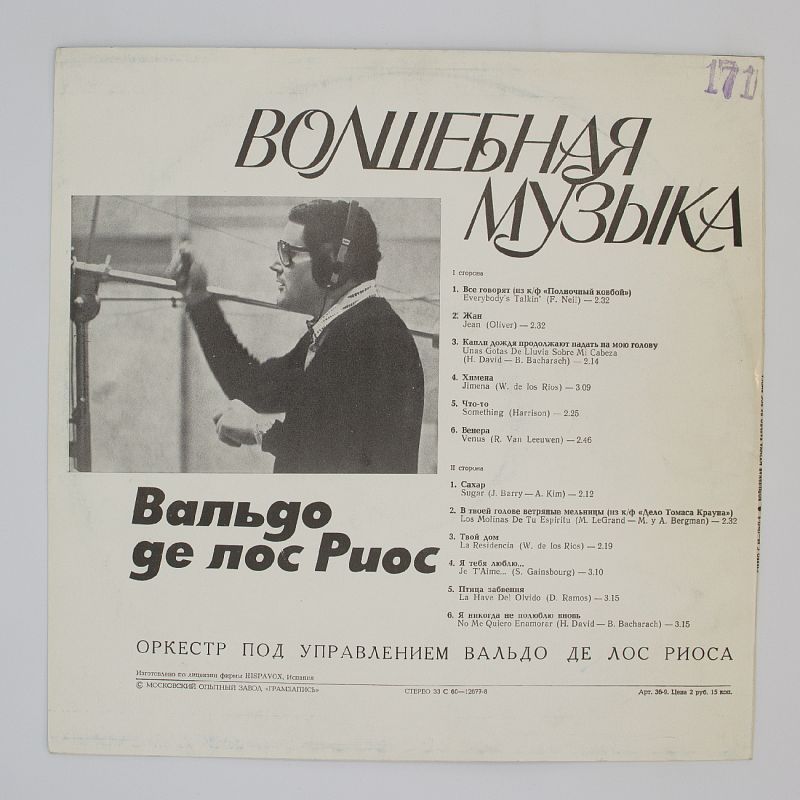 171
ВОЛШЕБНАЯ
МУЗЫКА
I сторона
1. Все говорят (из к/ф «Полночный ковбой»)
Everybody's Talkin' (F. Neil) — 2.32
2. Жан
Jean (Oliver) — 2.32
3. Капли дождя продолжают падать на мою голову
Unas Gotas De Lluvia Sobre Mi Cabeza
(H. David — B. Bacharach) — 2.14
4. Химена
Jimena (W. de los Rios) — 3.09
5. Что-то
Something (Harrison) — 2.25
6. Венера
Venus (R. Van Leeuwen) — 2.46
II сторона
1. Сахар
Sugar (J. Barry — A. Kim) — 2.12
2. В твоей голове ветряные мельницы (из к/ф «Дело Томаса Крауна»)
Los Molinas De Tu Espiritu (M. LeGrand — M. y A. Bergman) — 2.32
3. Твой дом
La Residencia (W. de los Rios) — 2.19
4. Я тебя люблю...
Je T'Aime... (S. Gainsbourg) — 3.10
5. Птица забвения
La Nave Del Olvido (D. Ramos) — 3.15
6. Я никогда не полюблю вновь
No Me Quiero Enamorar (H. David — B. Bacharach) — 3.15
Вальдо
де лос Риос
ОРКЕСТР ПОД УПРАВЛЕНИЕМ ВАЛЬДО ДЕ ЛОС РИОСА
Изготовлено по лицензии фирмы HISPAVOX, Испания
© МОСКОВСКИЙ ОПЫТНЫЙ ЗАВОД «ГРАМЗАПИСЬ»
СТЕРЕО 33 С 60—12677-8
Арт. 36-9. Цена 2 руб. 15 коп.